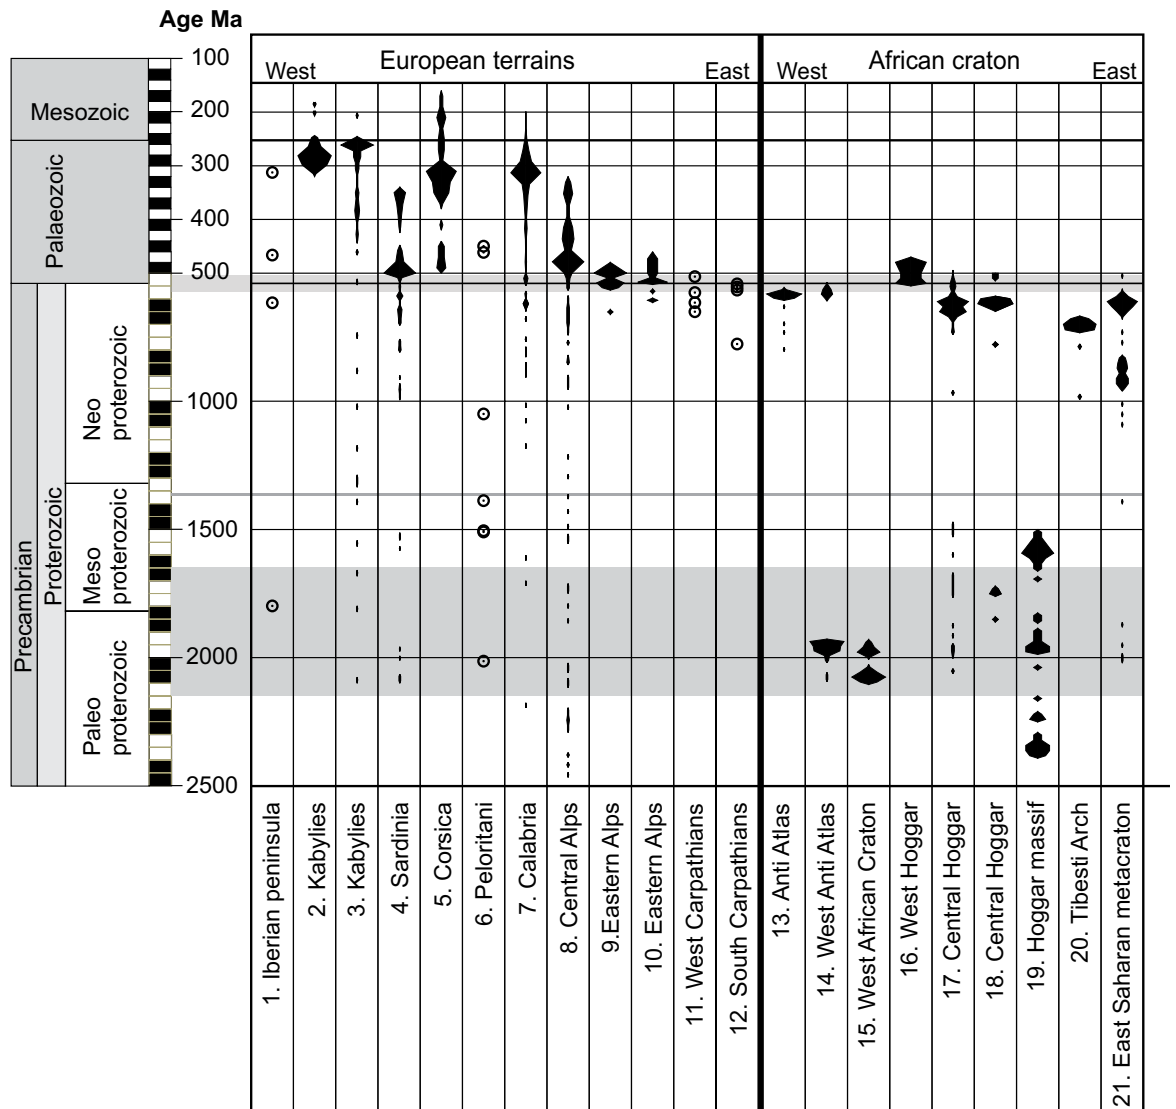 Age Ma
European terrains
African craton
West
East
West
East
100
200
300
400
500
1000
1500
2000
2500
Mesozoic
Palaeozoic
Precambrian
Proterozoic
Neo
proterozoic
Meso
proterozoic
Paleo
proterozoic
1. Iberian peninsula
2. Kabylies
3. Kabylies
4. Sardinia
5. Corsica
6. Peloritani
7. Calabria
8. Central Alps
9.Eastern Alps
10. Eastern Alps
11. West Carpathians
12. South Carpathians
13. Anti Atlas
14. West Anti Atlas
15. West African Craton
16. West Hoggar
17. Central Hoggar
18. Central Hoggar
19. Hoggar massif
20. Tibesti Arch
21. East Saharan metacraton